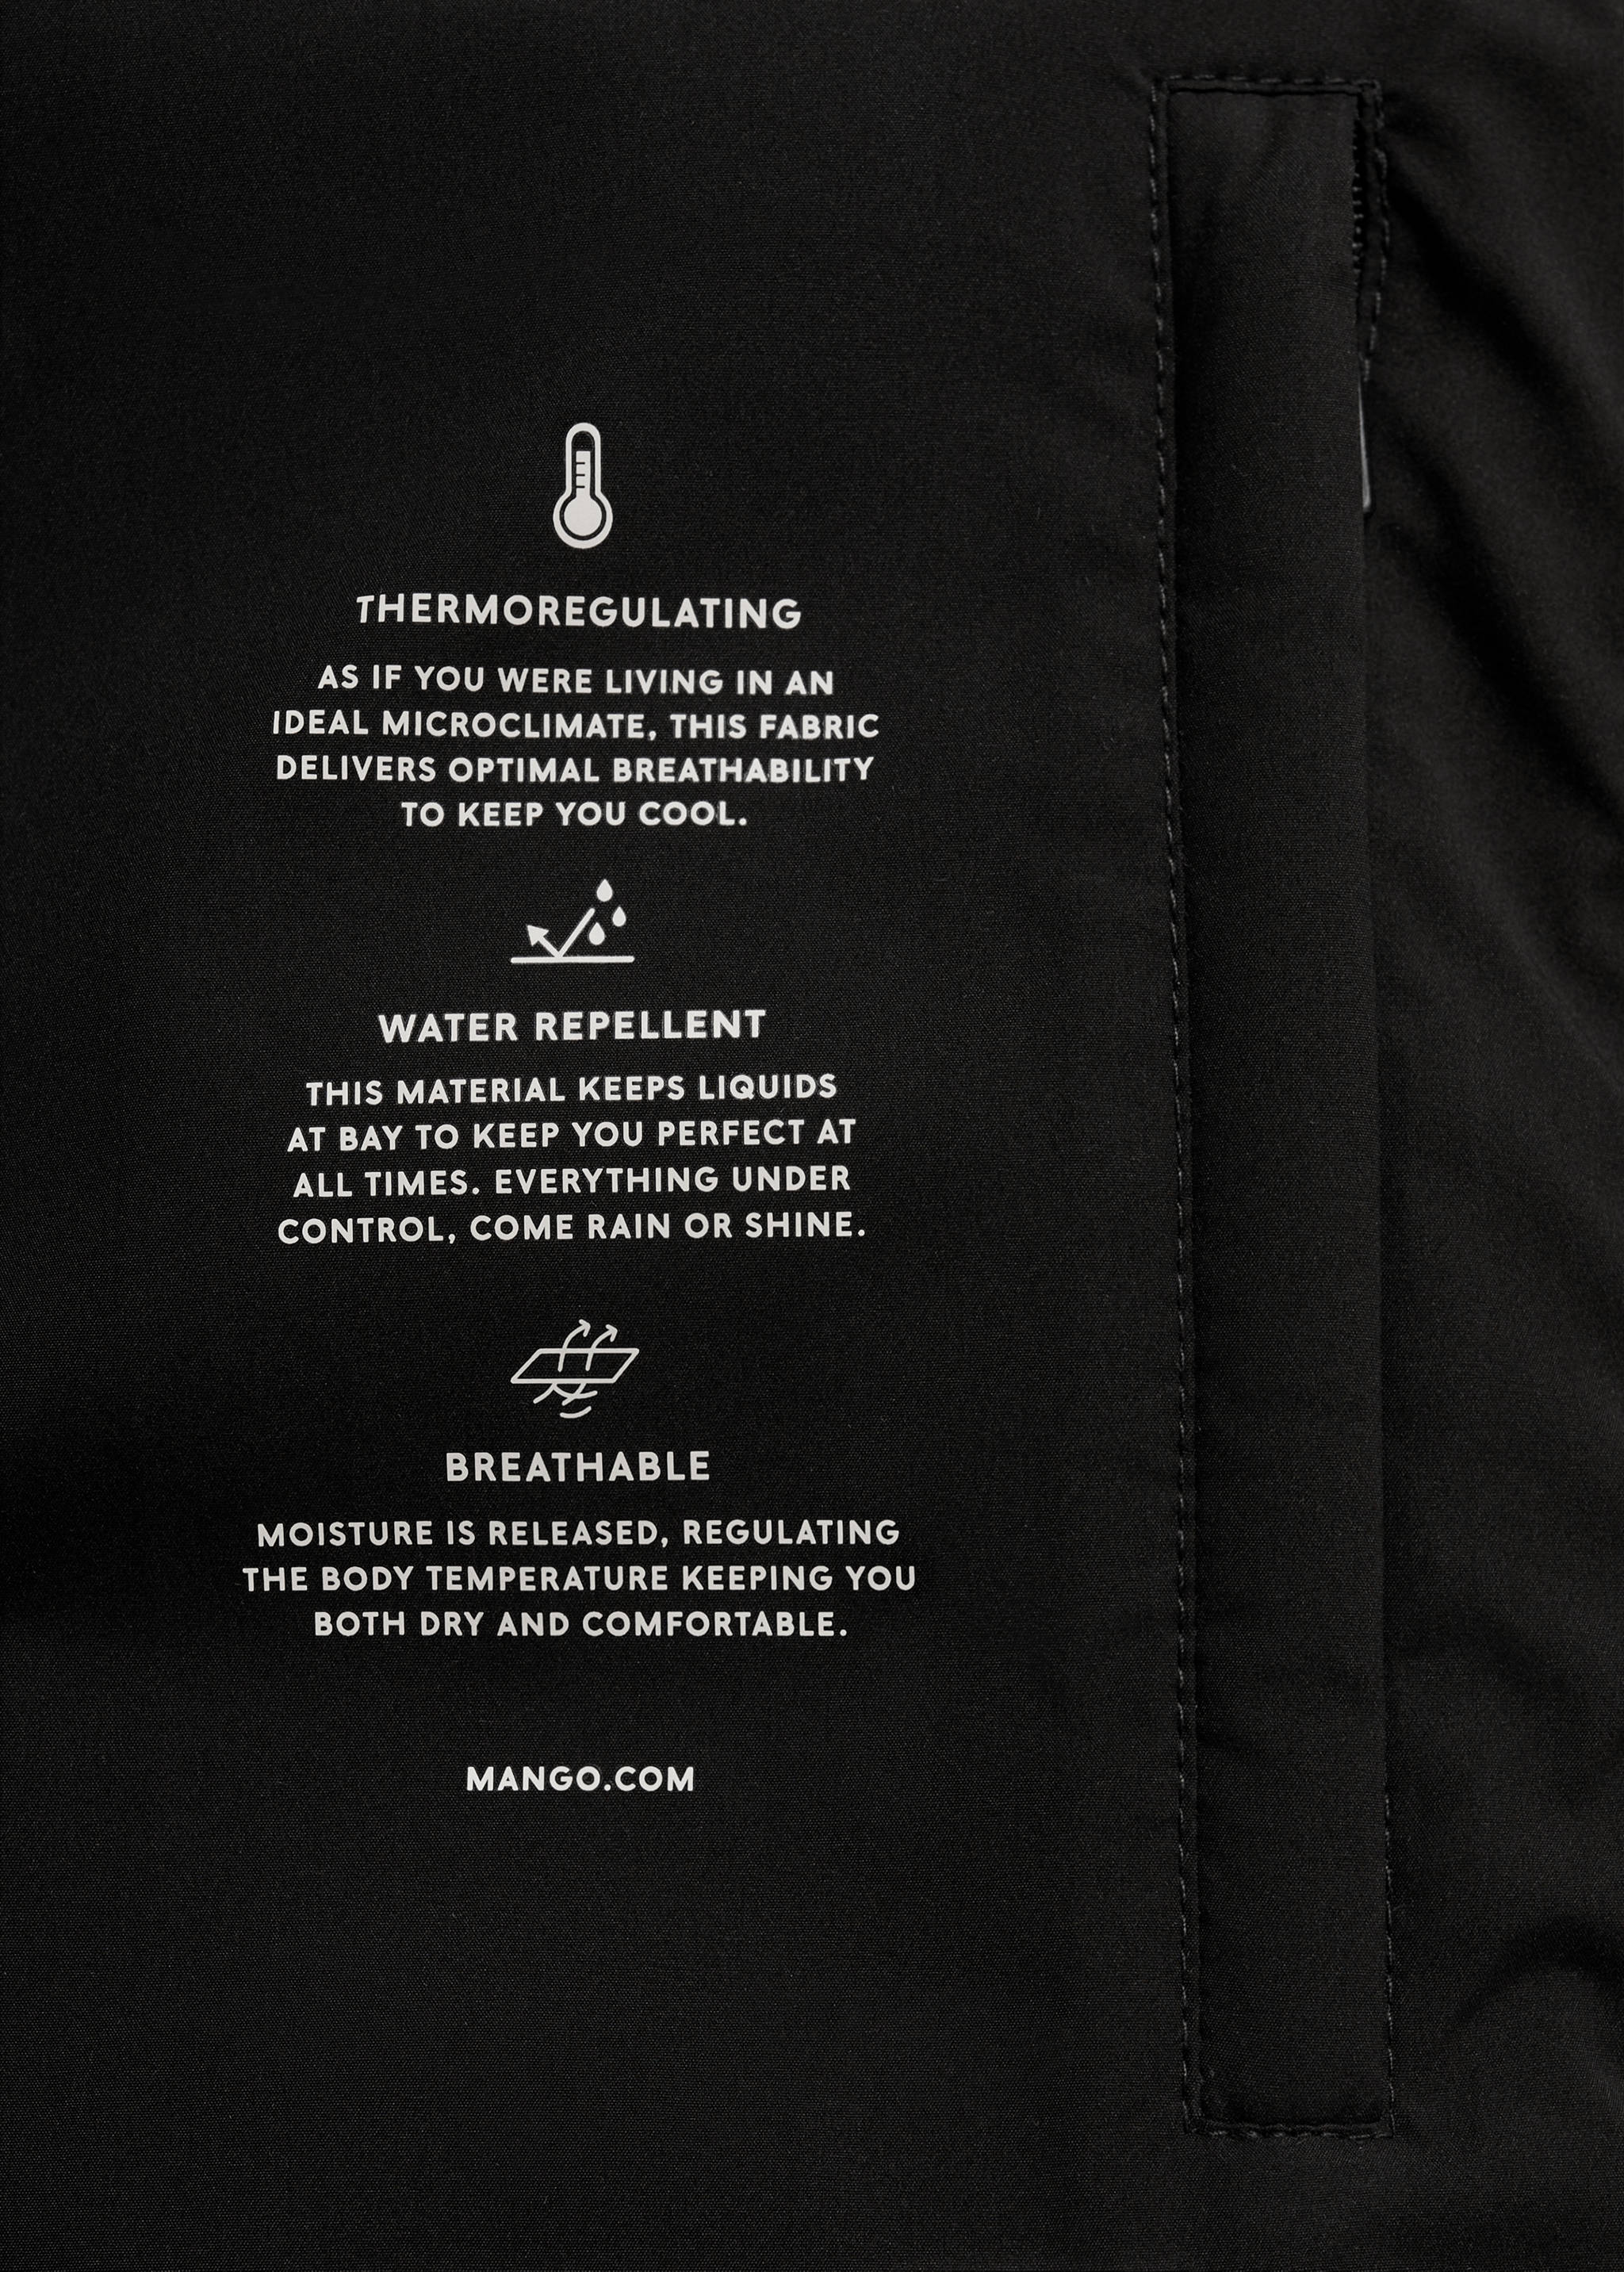 THERMOREGULATING
AS IF YOU WERE LIVING IN AN
IDEAL MICROCLIMATE, THIS FABRIC
DELIVERS OPTIMAL BREATHABILITY
TO KEEP YOU COOL.
WATER REPELLENT
THIS MATERIAL KEEPS LIQUIDS
AT BAY TO KEEP YOU PERFECT AT
ALL TIMES. EVERYTHING UNDER
CONTROL, COME RAIN OR SHINE.
BREATHABLE
MOISTURE IS RELEASED, REGULATING
THE BODY TEMPERATURE KEEPING YOU
BOTH DRY AND COMFORTABLE.
MANGO.COM